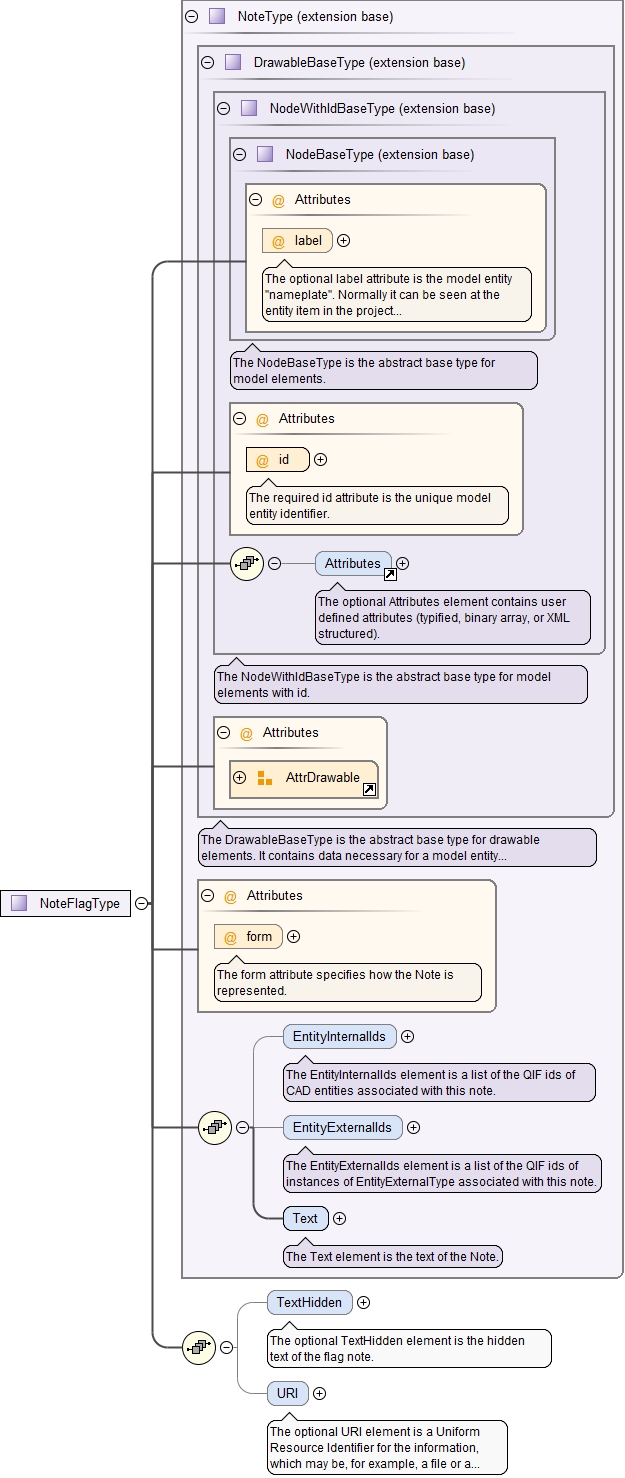 NoteType (extension base)
DrawableBaseType (extension base)
NodeWithIdBaseType (extension base)
NodeBaseType (extension base)
@ Attributes
@ label
The optional label attribute is the model entity
"nameplate". Normally it can be seen at the
entity item in the project...
The NodeBaseType is the abstract base type for
model elements.
@ Attributes
@ id
The required id attribute is the unique model
entity identifier.
Attributes
The optional Attributes element contains user
defined attributes (typified, binary array, or XML
structured).
The NodeWithIdBaseType is the abstract base type for model
elements with id.
@ Attributes
AttrDrawable
The DrawableBaseType is the abstract base type for drawable
elements. It contains data necessary for a model entity...
NoteFlagType
@ Attributes
@ form
The form attribute specifies how the Note is
represented.
EntityInternalIds
The EntityInternalIds element is a list of the QIF ids of
CAD entities associated with this note.
EntityExternalIds
The EntityExternalIds element is a list of the QIF ids of
instances of EntityExternalType associated with this note.
Text
The Text element is the text of the Note.
TextHidden
The optional TextHidden element is the hidden
text of the flag note.
URI
The optional URI element is a Uniform
Resource Identifier for the information,
which may be, for example, a file or a...